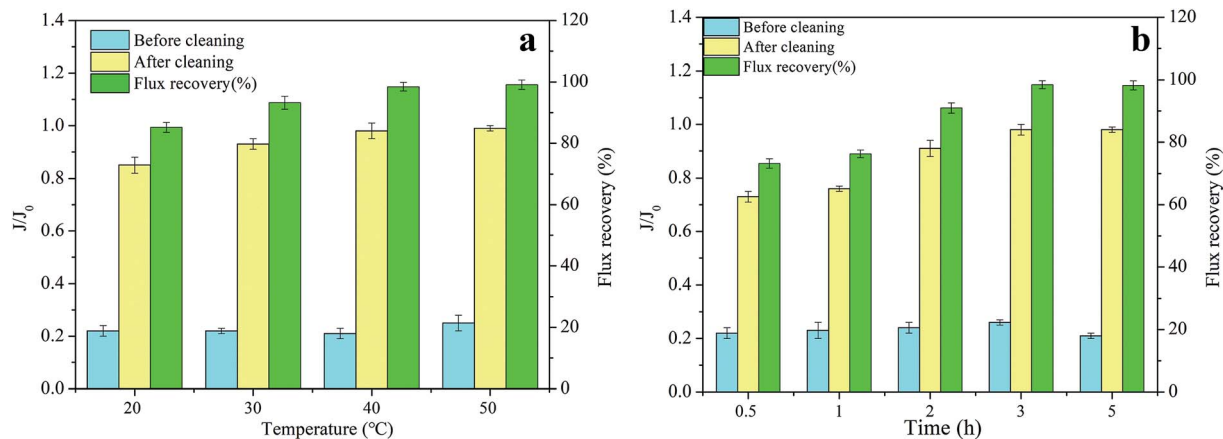 a
Before cleaning
After cleaning
Flux recovery(%)
1.4
1.2
1.0
0.8
0.6
0.4
0.2
0.0
J/J₀
120
100
80
60
40
20
0
Flux recovery (%)
20 30 40 50
Temperature (°C)
b
Before cleaning
After cleaning
Flux recovery(%)
1.4
1.2
1.0
0.8
0.6
0.4
0.2
0.0
J/J₀
120
100
80
60
40
20
0
Flux recovery (%)
0.5 1 2 3 5
Time (h)